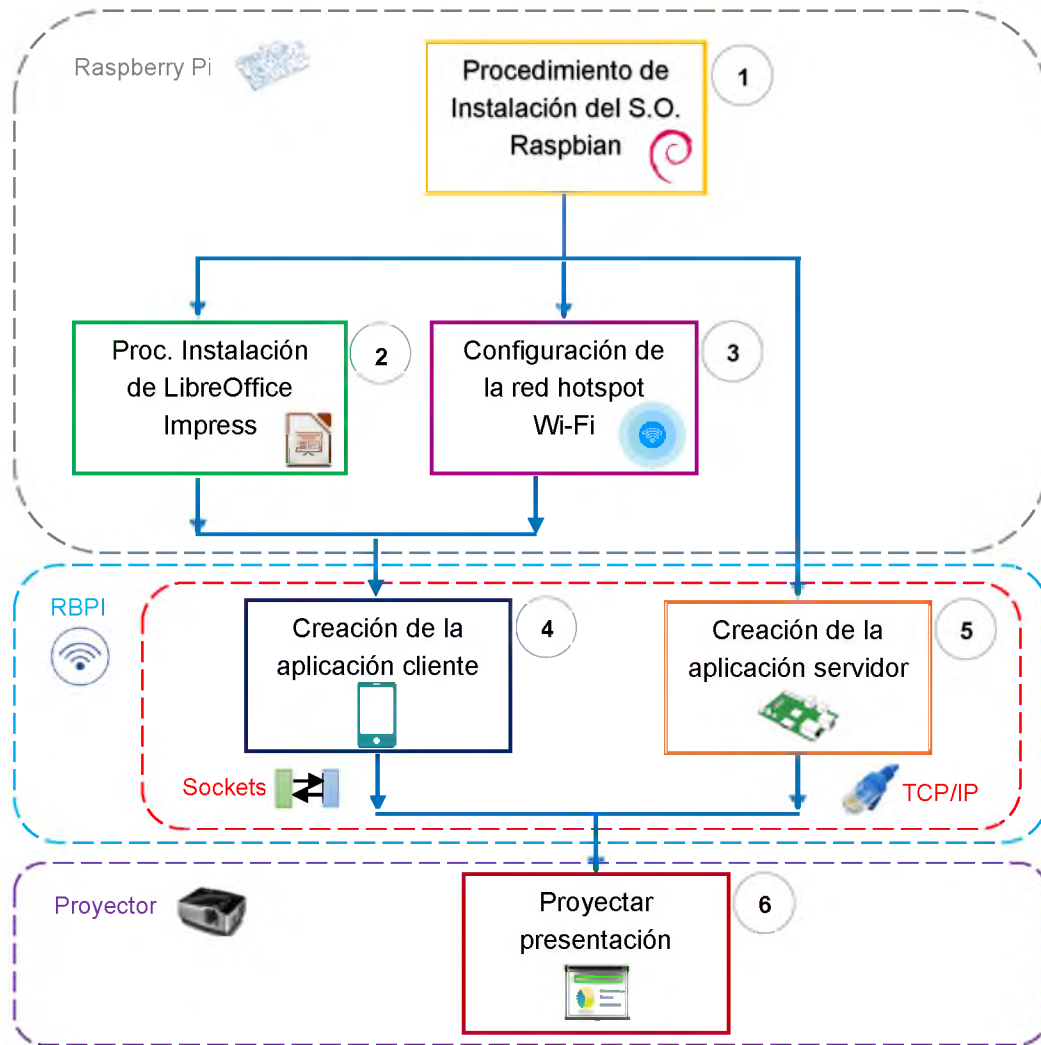 Raspberry Pi
Procedimiento de
Instalación del S.O.
Raspbian
1
Proc. Instalación
de LibreOffice
Impress
2
Configuración de
la red hotspot
Wi-Fi
3
RBPI
Creación de la
aplicación cliente
4
Creación de la
aplicación servidor
5
Sockets
TCP/IP
Proyector
Proyectar
presentación
6